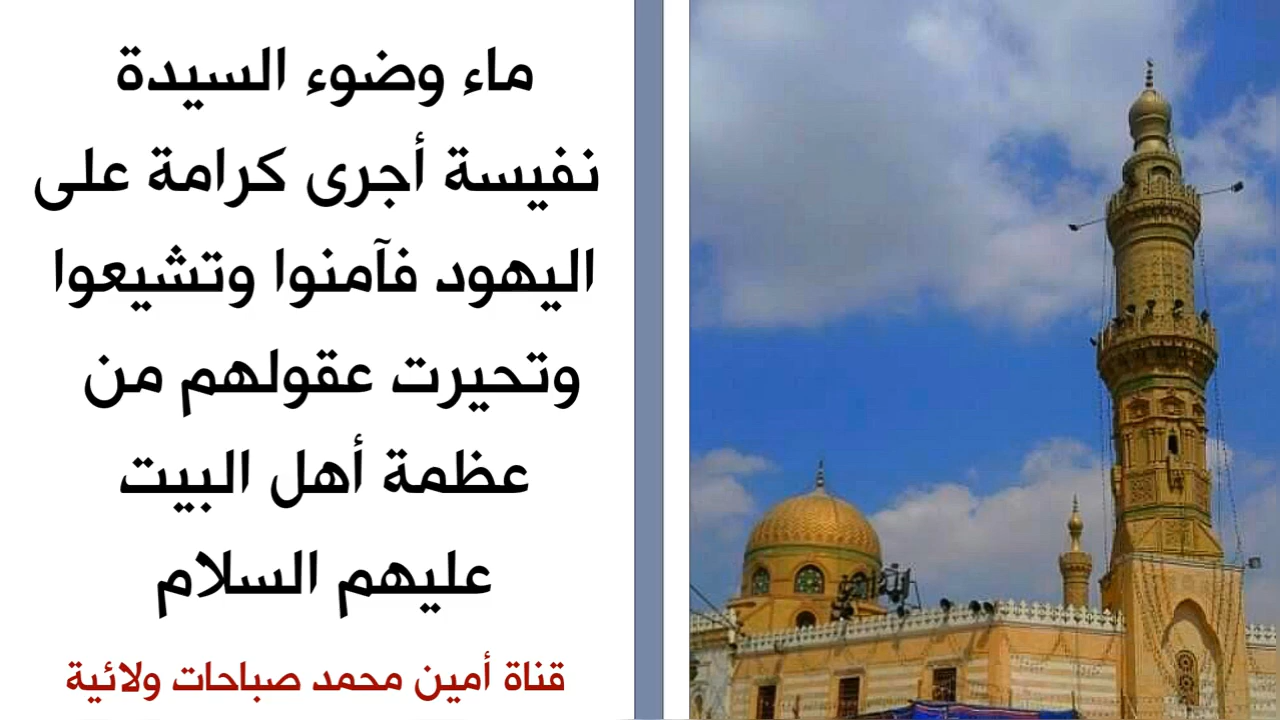 ماء وضوء السيدة
نفيسة أجرى كرامة على
اليهود فآمنوا وتشيعوا
وتحيرت عقولهم من
عظمة أهل البيت
عليهم السلام
قناة أمين محمد صباحات ولائية